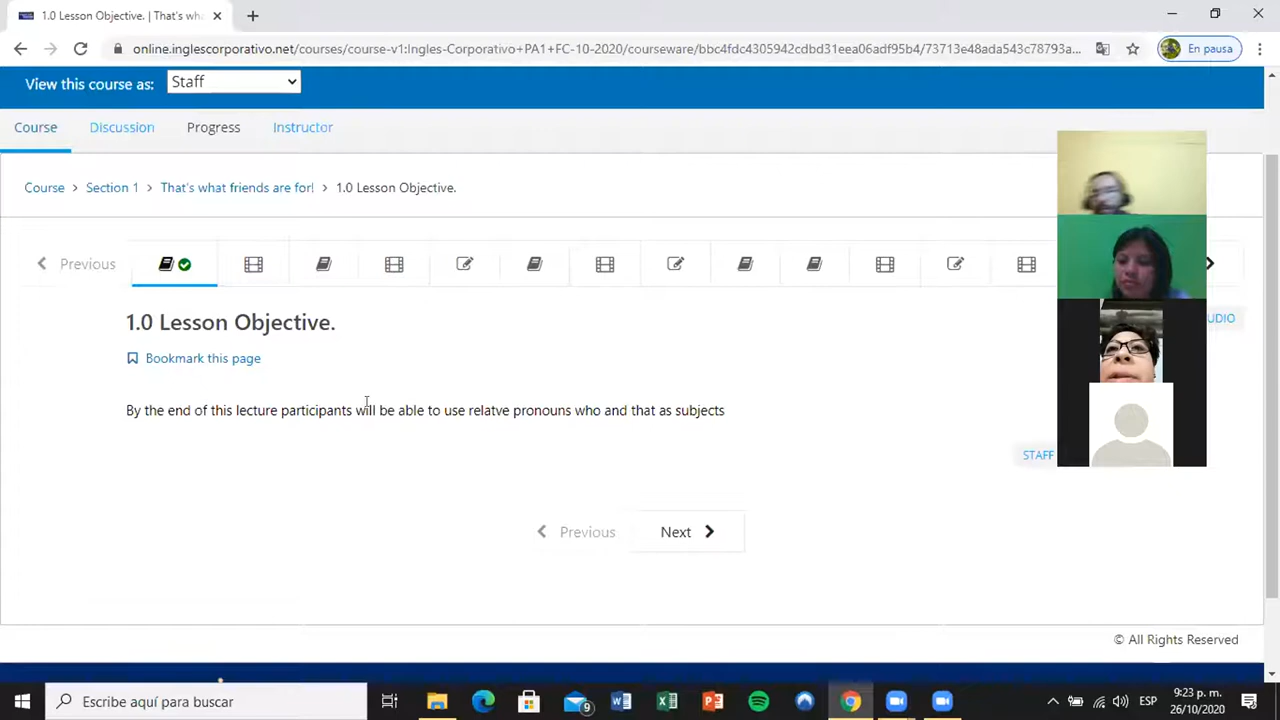 1.0 Lesson Objective. | That's wh
online.inglescorporativo.net/courses/course-v1:Ingles-Corporativo+PA1+FC-10-2020/courseware/bbc4fdc4305942cdbd31eea06adf95b4/73713e48ada543c78793a...
En pausa
View this course as: Staff
Course Discussion Progress Instructor
Course > Section 1 > That's what friends are for! > 1.0 Lesson Objective.
Previous
1.0 Lesson Objective.
UDIO
Bookmark this page
By the end of this lecture participants will be able to use relatve pronouns who and that as subjects
STAFF
Previous Next
© All Rights Reserved
Escribe aquí para buscar
9
ESP
9:23 p. m.
26/10/2020